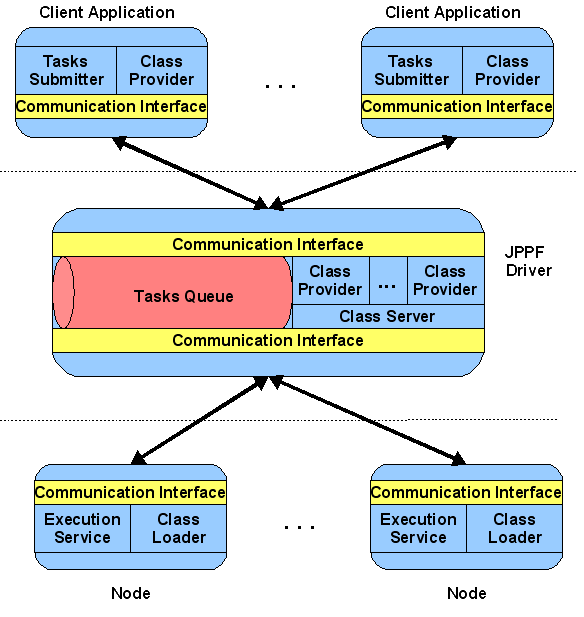 Client Application
Client Application
Tasks
Submitter
Class
Provider
Communication Interface
. . .
Tasks
Submitter
Class
Provider
Communication Interface
Communication Interface
JPPF
Driver
Tasks Queue
Class
Provider
...
Class
Provider
Class Server
Communication Interface
Communication Interface
Execution
Service
Class
Loader
. . .
Communication Interface
Execution
Service
Class
Loader
Node
Node